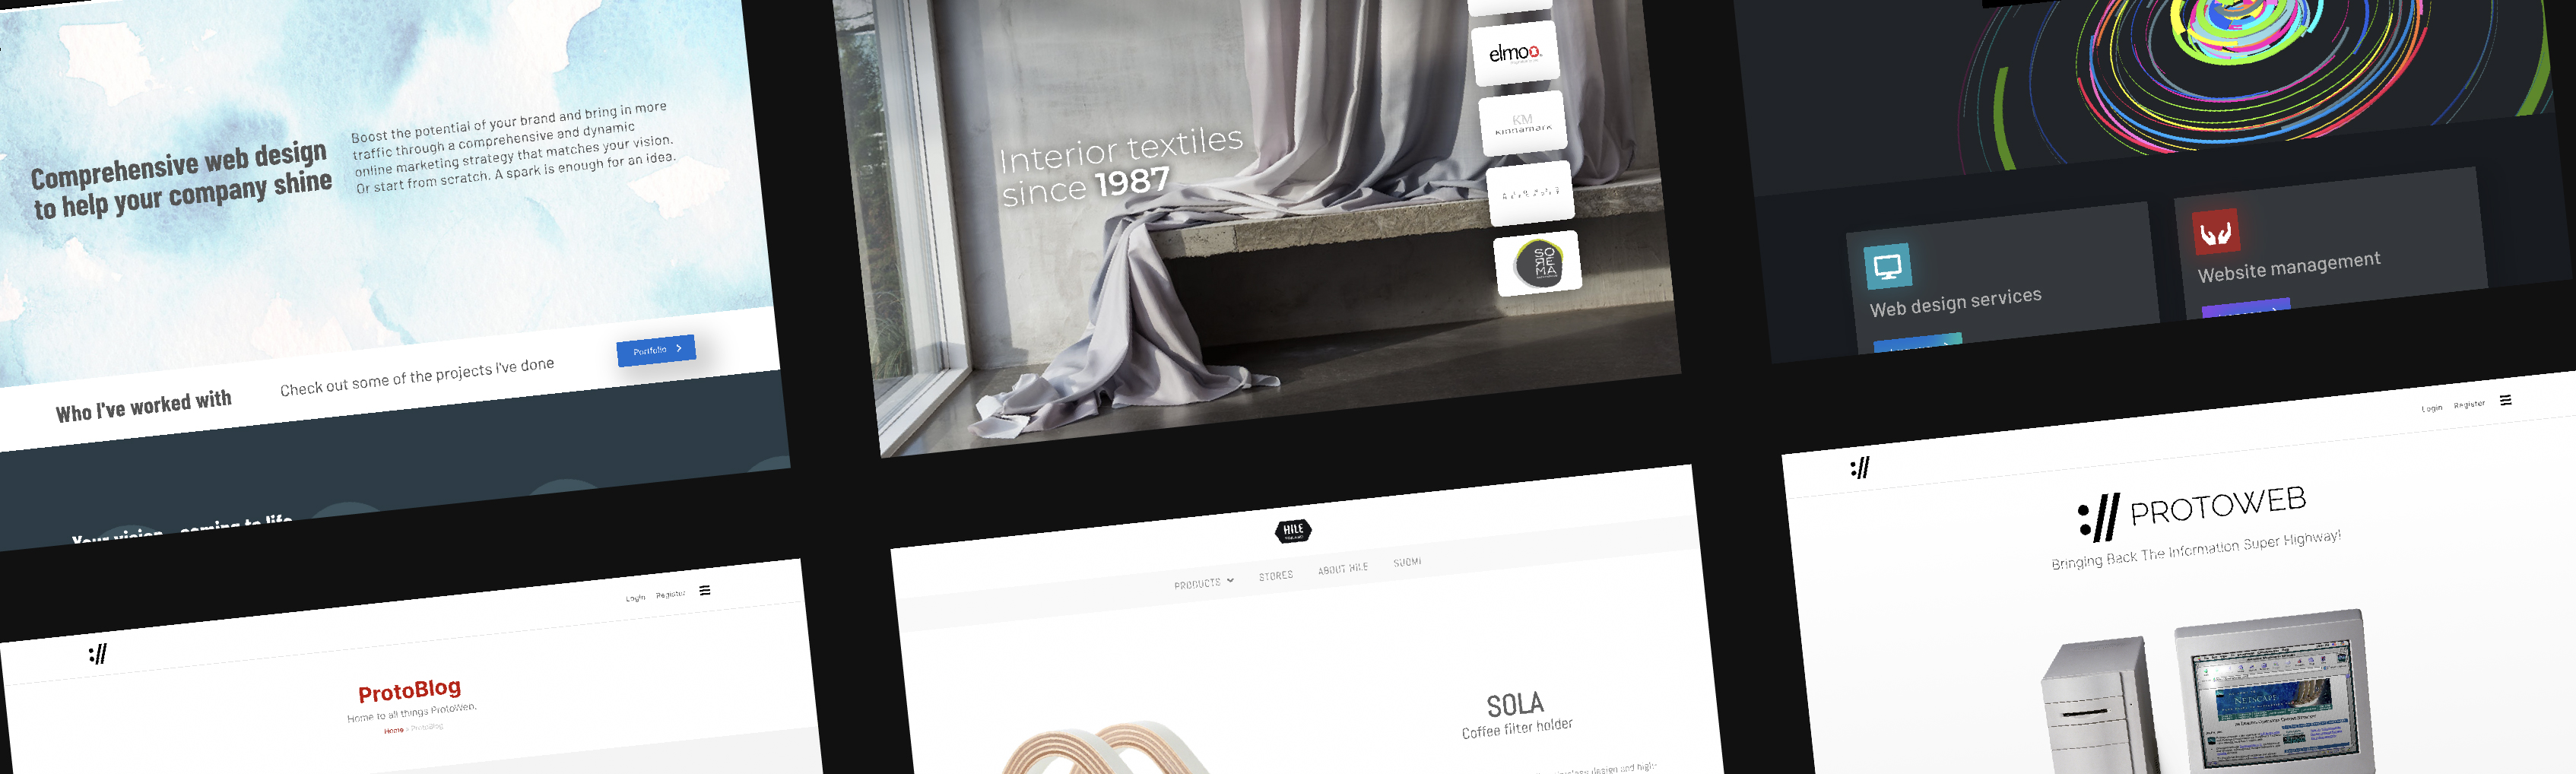 Comprehensive web design
to help your company shine
Boost the potential of your brand and bring in more
traffic through a comprehensive and dynamic
online marketing strategy that matches your vision.
Or start from scratch. A spark is enough for an idea.
Who I've worked with
Check out some of the projects I've done
Portfolio
Interior textiles
since 1987
elmo
KM
kinnamark
SO
REMA
Web design services
Website management
Login Register
ProtoBlog
Home to all things ProtoWeb.
Home » ProtoBlog
HILE
PRODUCTS
STORES
ABOUT HILE
SUOMI
SOLA
Coffee filter holder
design and high-
Login Register
://
PROTOWEB
Bringing Back The Information Super Highway!
NETSCAPE